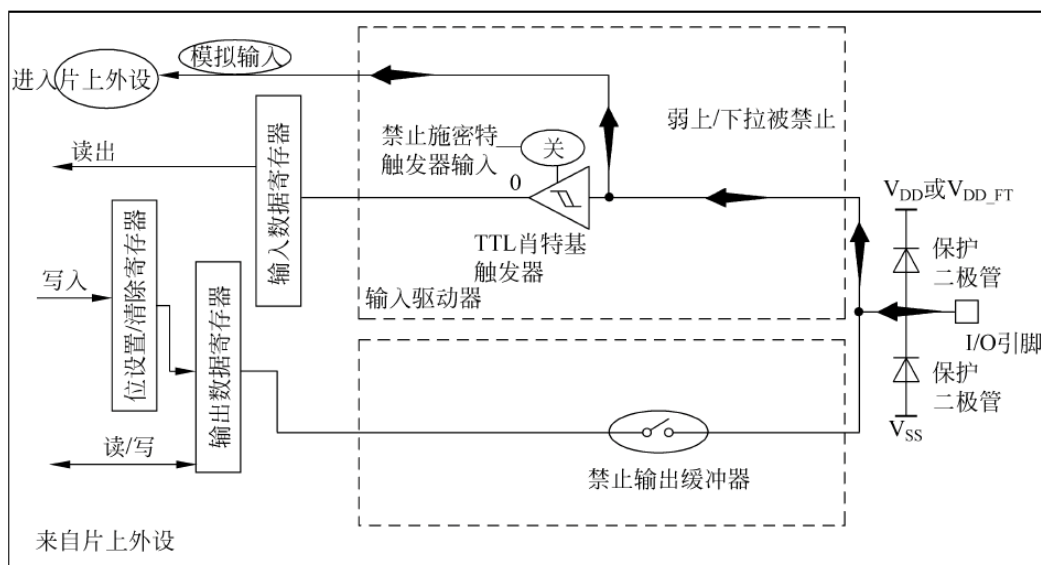 模拟输入
进入片上外设
弱上/下拉被禁止
禁止施密特
触发器输入
关
读出
0
输入数据寄存器
TTL肖特基
触发器
输入驱动器
VDD或VDD_FT
保护
二极管
I/O引脚
保护
二极管
VSS
写入
位设置/清除寄存器
输出数据寄存器
读/写
禁止输出缓冲器
来自片上外设